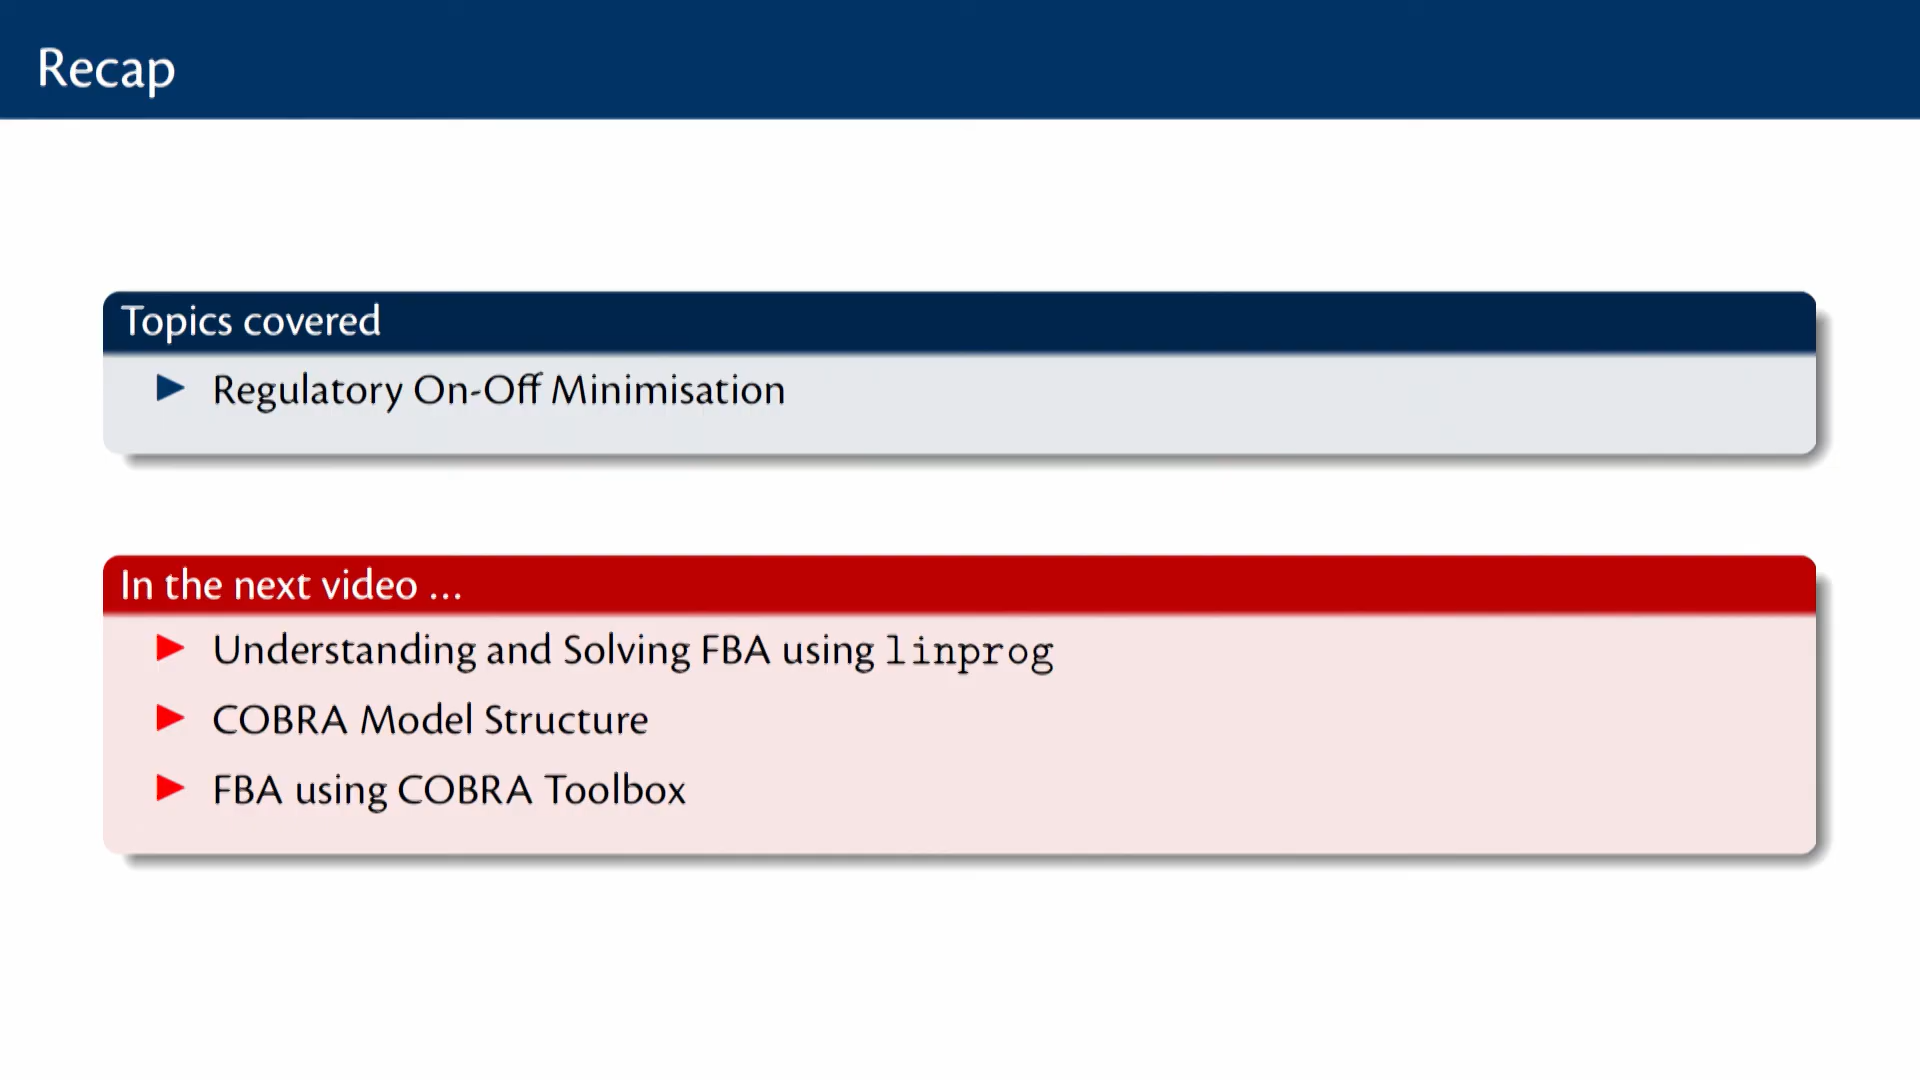 Recap
Topics covered
Regulatory On-Off Minimisation
In the next video ...
Understanding and Solving FBA using linprog
COBRA Model Structure
FBA using COBRA Toolbox